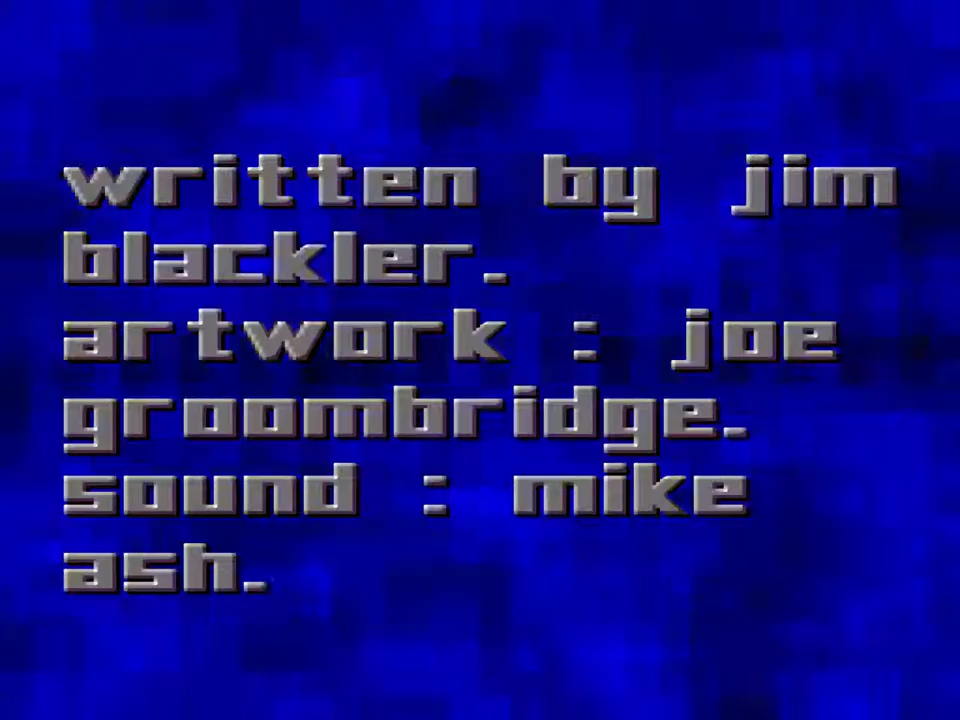 written by jim
blackler.
artwork : joe
groombridge.
sound : mike
ash.